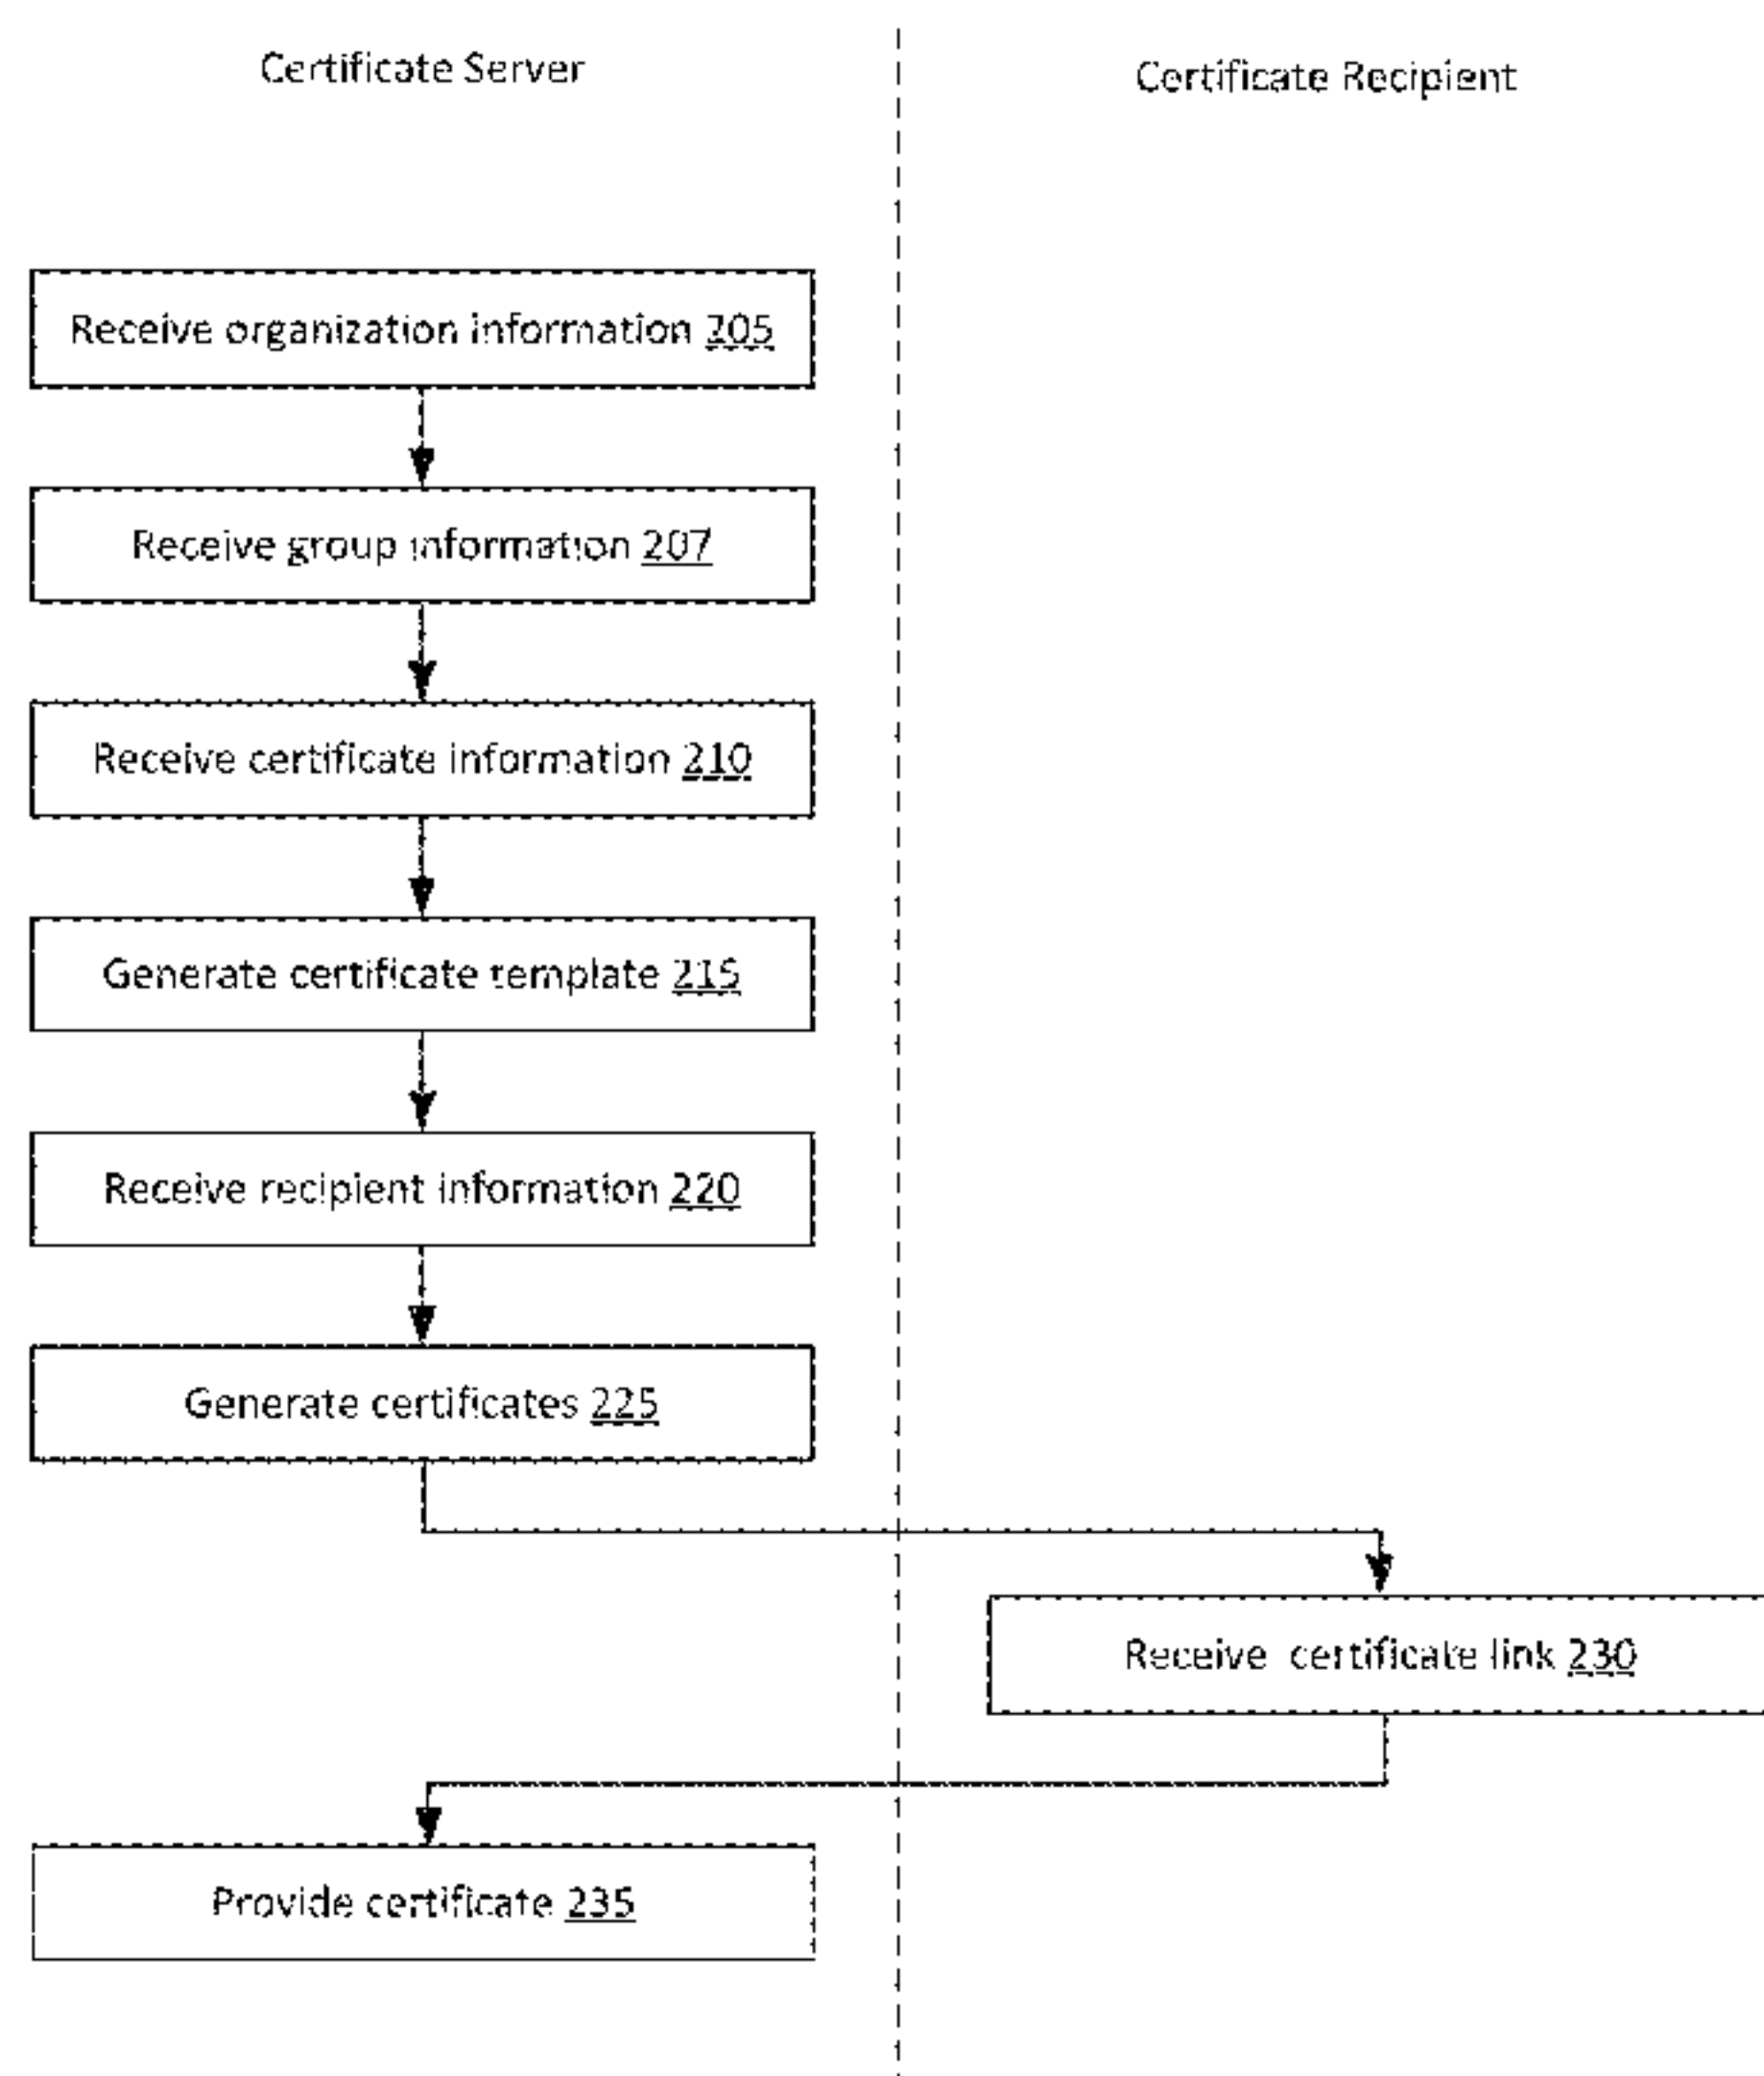 Certificate Server
Certificate Recipient
Receive organization information 205
Receive group information 207
Receive certificate information 210
Generate certificate template 215
Receive recipient information 220
Generate certificates 225
Receive certificate link 230
Provide certificate 235